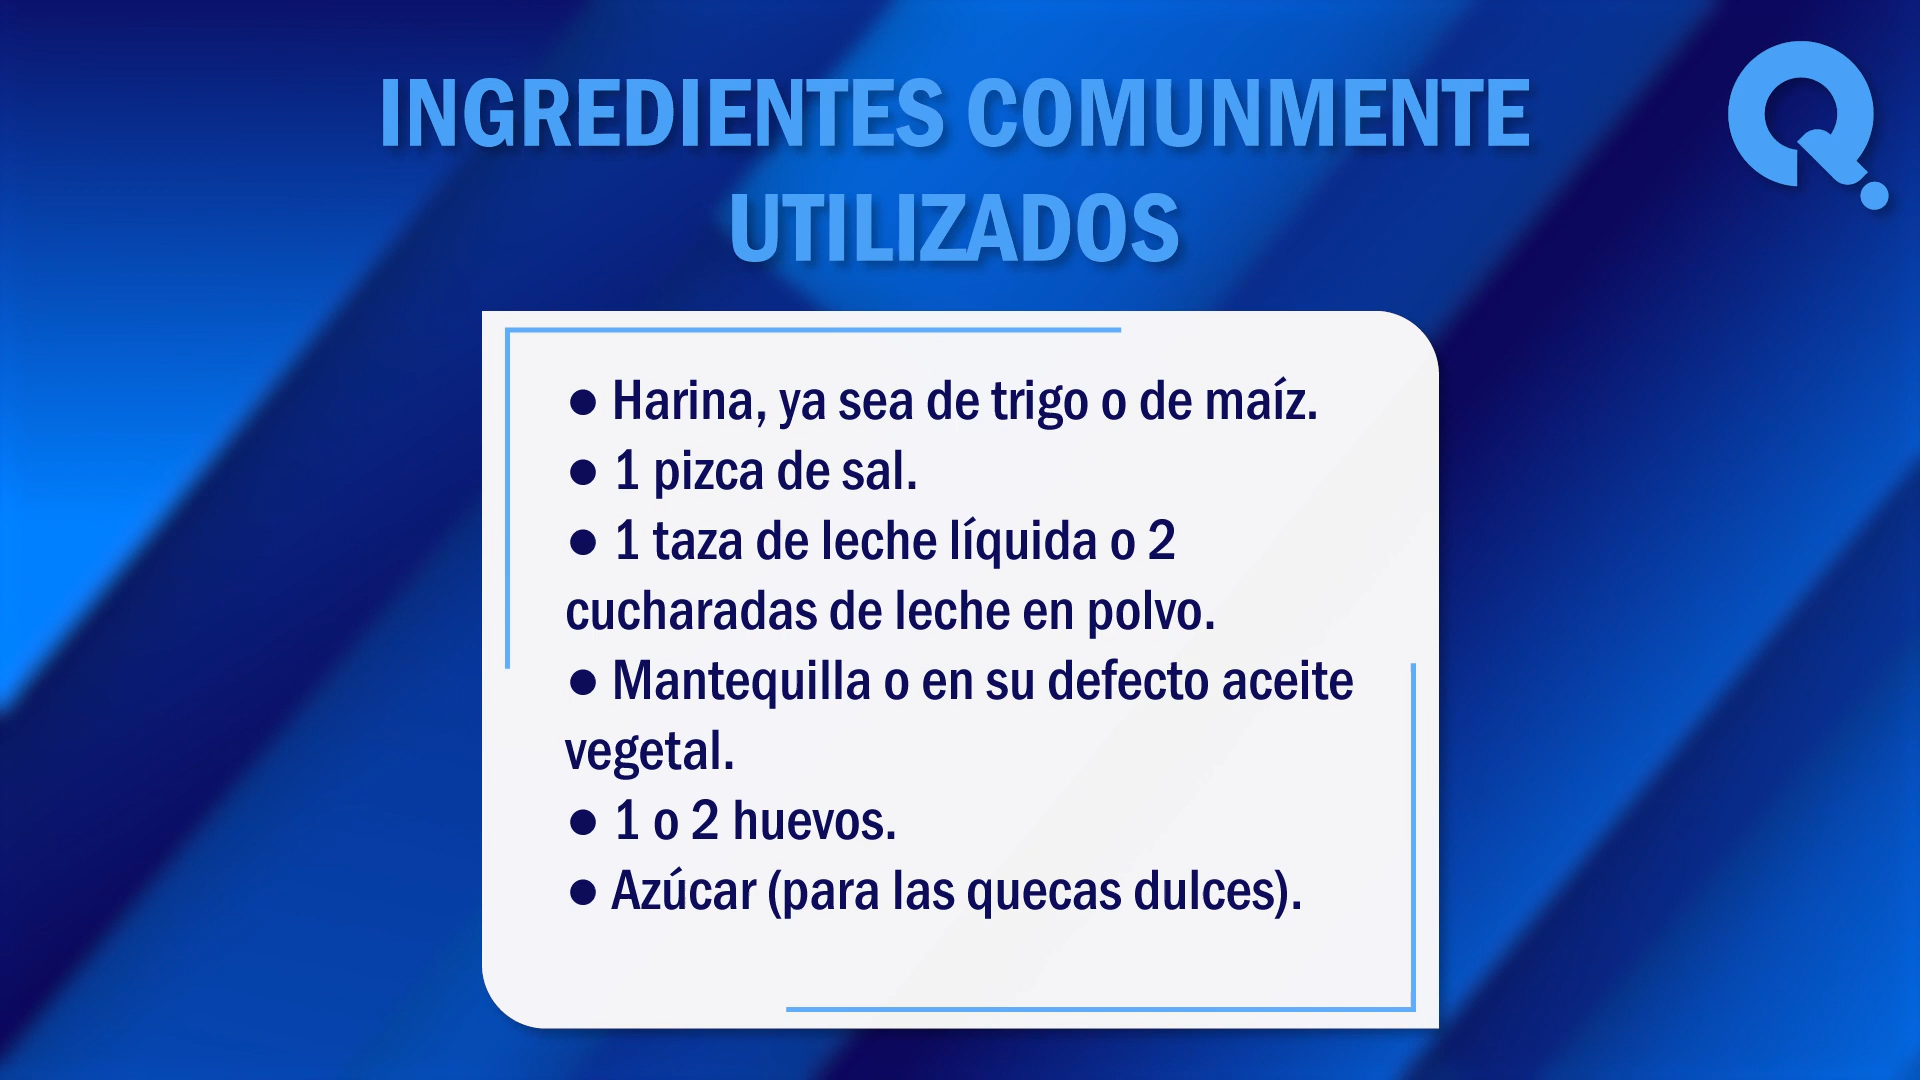 INGREDIENTES COMUNMENTE
UTILIZADOS
● Harina, ya sea de trigo o de maíz.
● 1 pizca de sal.
● 1 taza de leche líquida o 2
cucharadas de leche en polvo.
● Mantequilla o en su defecto aceite
vegetal.
● 1 o 2 huevos.
● Azúcar (para las quecas dulces).